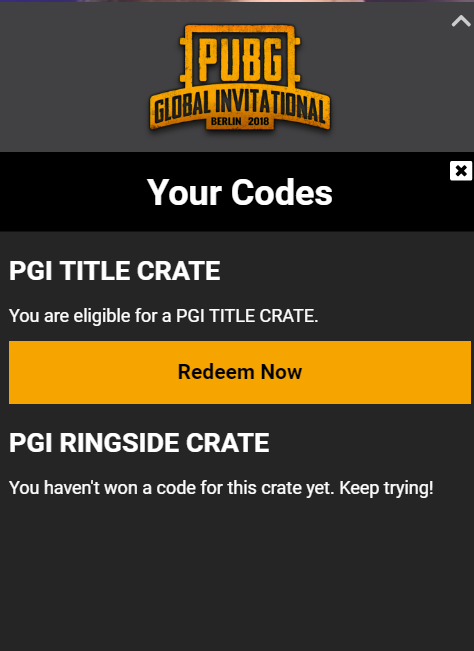 PUBG
GLOBAL INVITATIONAL
BERLIN 2018
Your Codes
PGI TITLE CRATE
You are eligible for a PGI TITLE CRATE.
Redeem Now
PGI RINGSIDE CRATE
You haven't won a code for this crate yet. Keep trying!